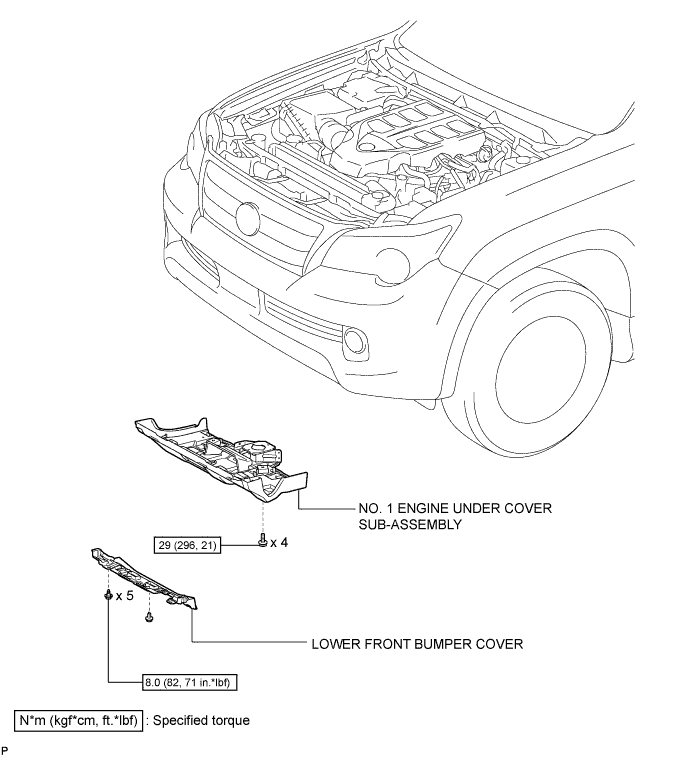 NO. 1 ENGINE UNDER COVER
SUB-ASSEMBLY
29 (296, 21)
x 4
x 5
LOWER FRONT BUMPER COVER
8.0 (82, 71 in.*lbf)
N*m (kgf*cm, ft.*lbf) : Specified torque
P